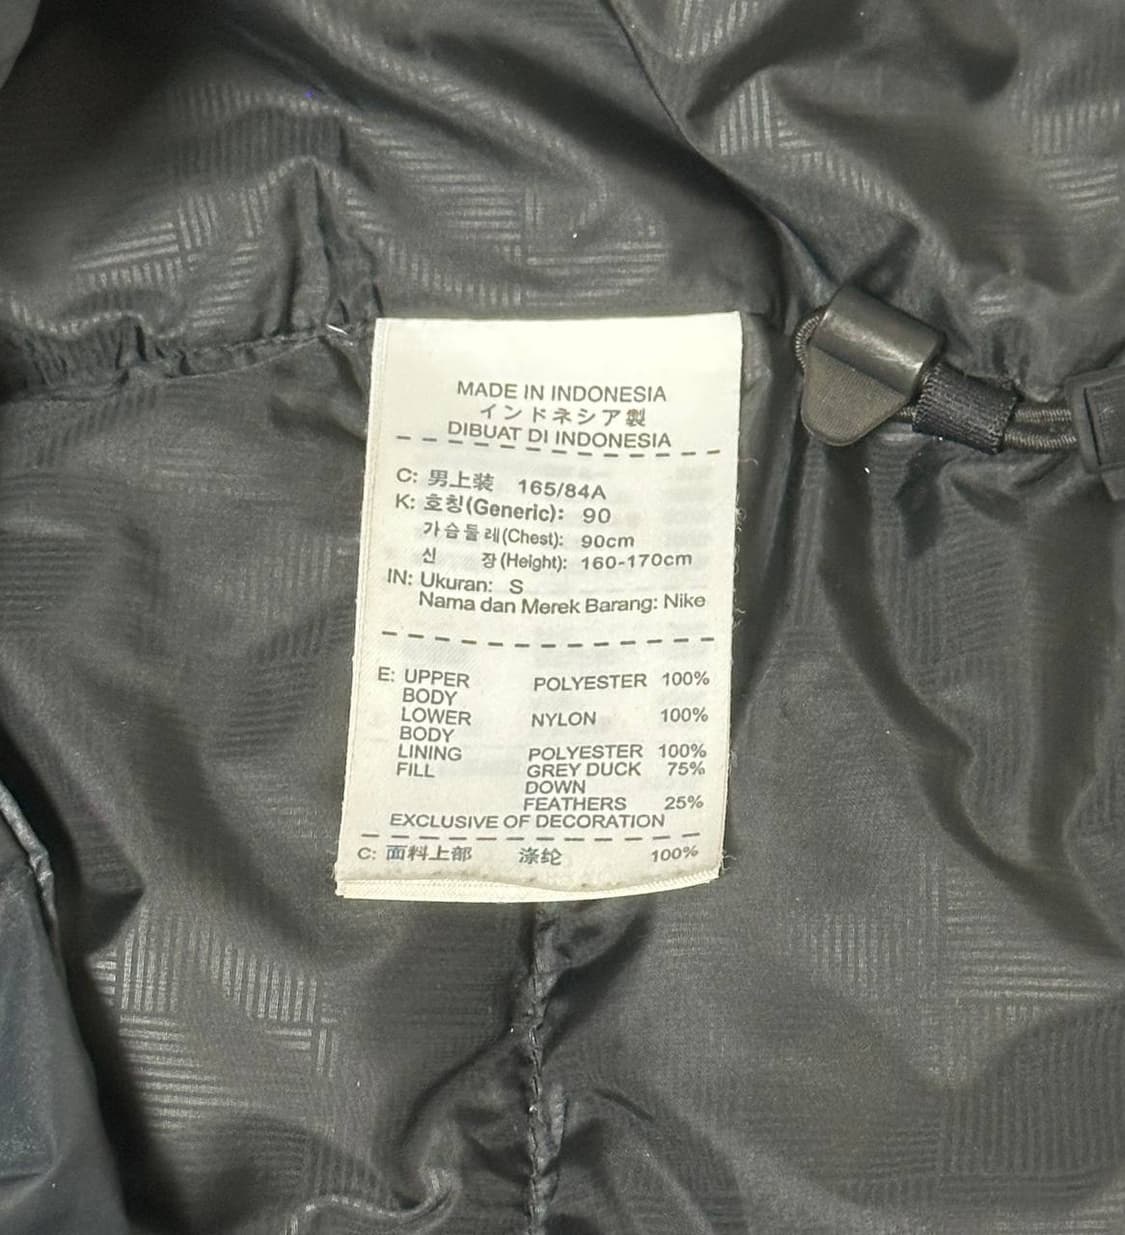 MADE IN INDONESIA
インドネシア製
DIBUAT DI INDONESIA
C: 男上装 165/84A
K: 호칭(Generic): 90
가슴둘레(Chest): 90cm
신 장(Height): 160-170cm
IN: Ukuran: S
Nama dan Merek Barang: Nike
E: UPPER BODY POLYESTER 100%
LOWER BODY NYLON 100%
LINING POLYESTER 100%
FILL GREY DUCK DOWN 75%
FEATHERS 25%
EXCLUSIVE OF DECORATION
C: 面料上部 涤纶 100%